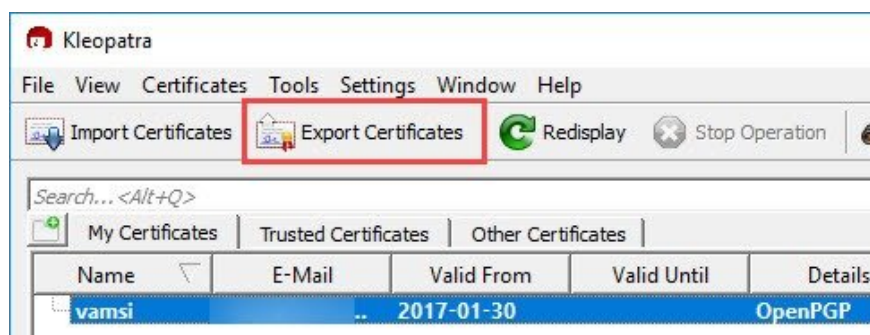 Kleopatra
File View Certificates Tools Settings Window Help
Import Certificates Export Certificates Redisplay Stop Operation
Search...<Alt+Q>
My Certificates Trusted Certificates Other Certificates
Name E-Mail Valid From Valid Until Details
vamsi .. 2017-01-30 OpenPGP